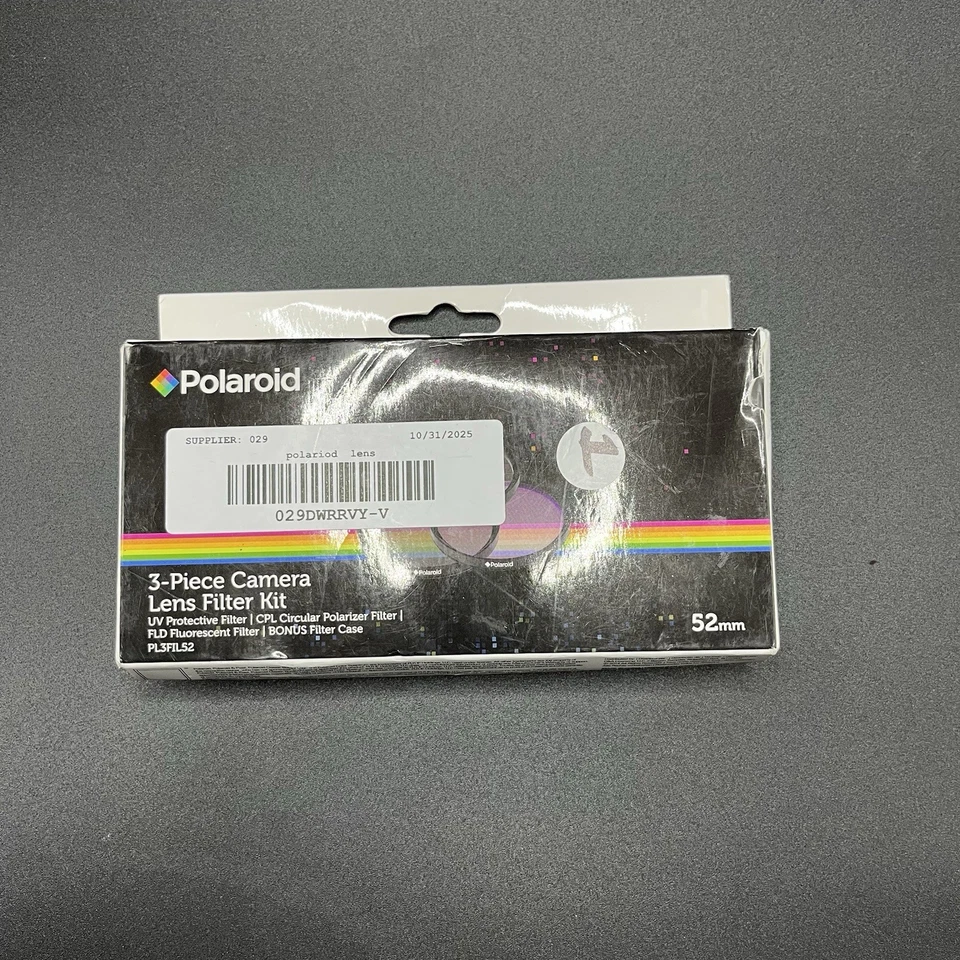 Polaroid
SUPPLIER: 029 10/31/2025
polariod lens
029DWRRVY-V
1
Polaroid
Polaroid
3-Piece Camera
Lens Filter Kit
UV Protective Filter | CPL Circular Polarizer Filter |
FLD Fluorescent Filter | BONUS Filter Case
PL3FIL52
52mm